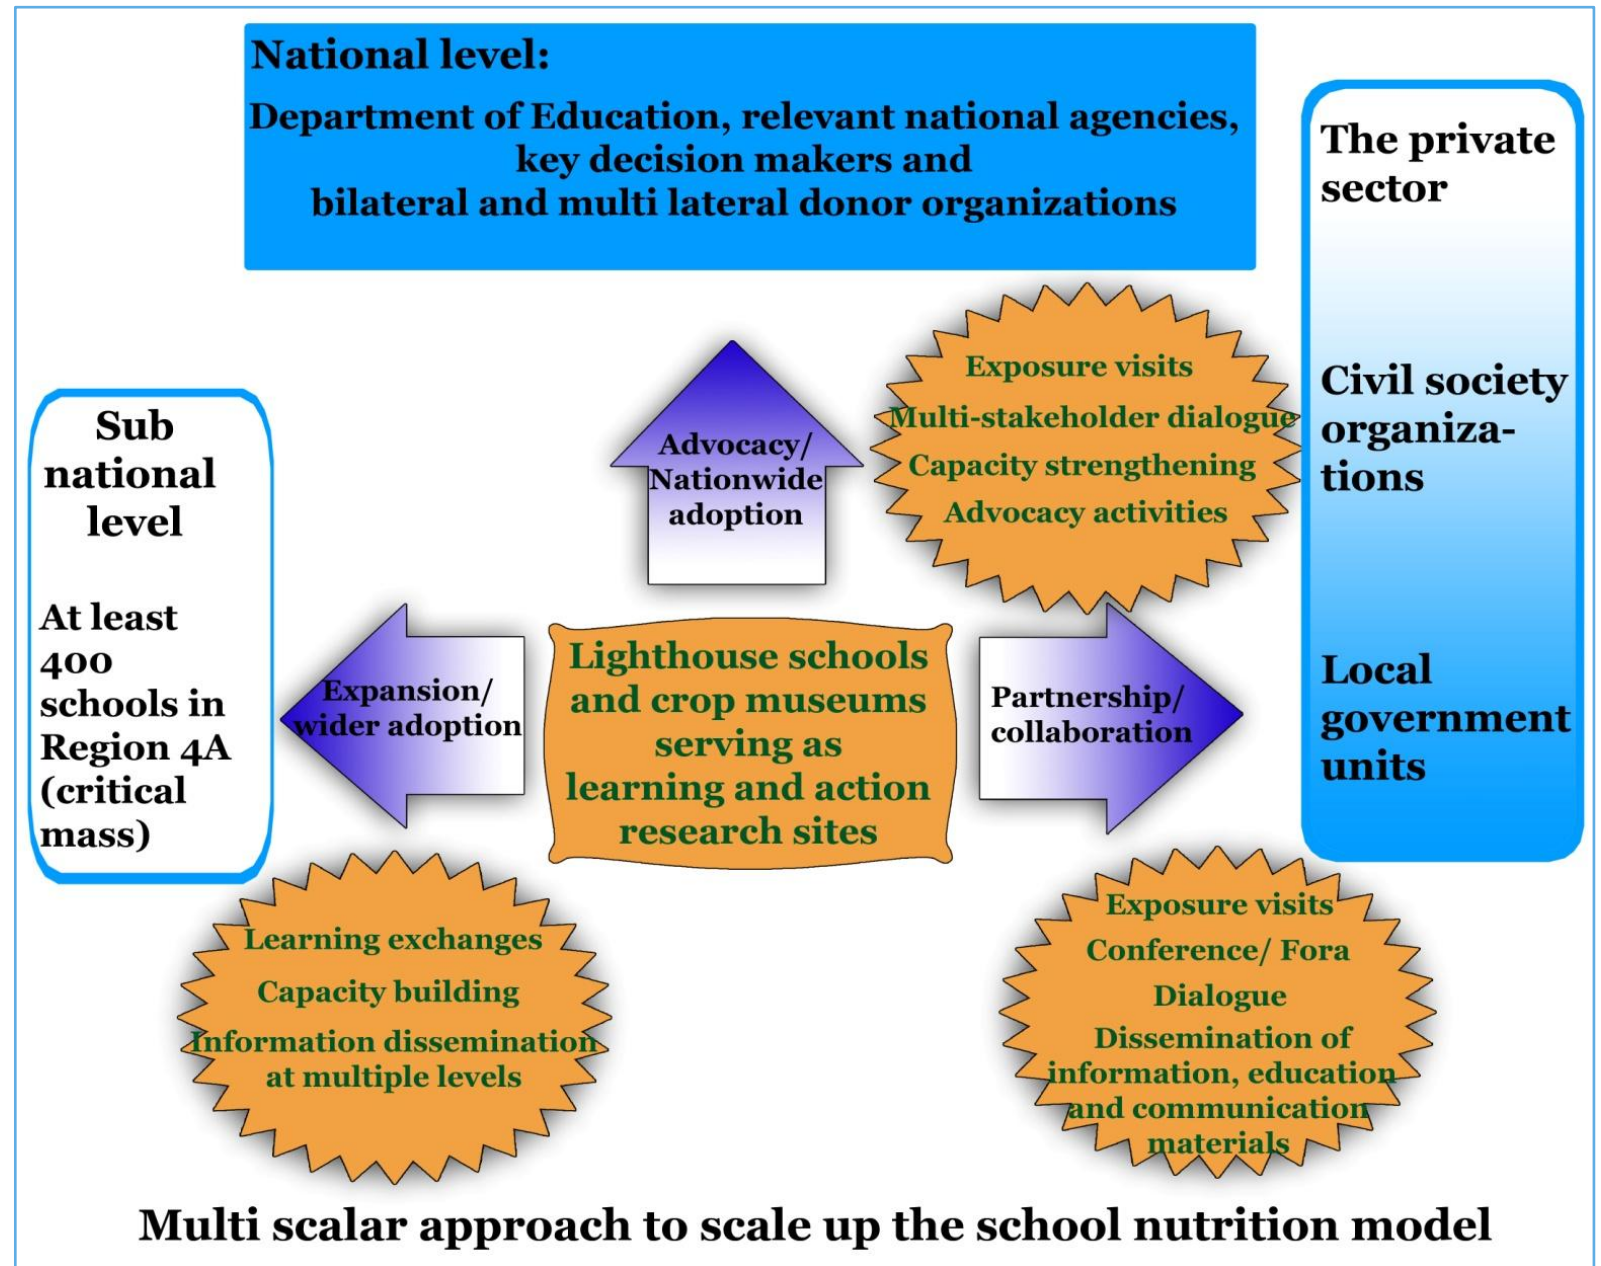 National level:
Department of Education, relevant national agencies,
key decision makers and
bilateral and multi lateral donor organizations
The private
sector
Civil society
organiza-
tions
Local
government
units
Exposure visits
Multi-stakeholder dialogue
Capacity strengthening
Advocacy activities
Advocacy/
Nationwide
adoption
Sub
national
level
At least
400
schools in
Region 4A
(critical
mass)
Expansion/
wider adoption
Lighthouse schools
and crop museums
serving as
learning and action
research sites
Partnership/
collaboration
Learning exchanges
Capacity building
Information dissemination
at multiple levels
Exposure visits
Conference/ Fora
Dialogue
Dissemination of
information, education
and communication
materials
Multi scalar approach to scale up the school nutrition model